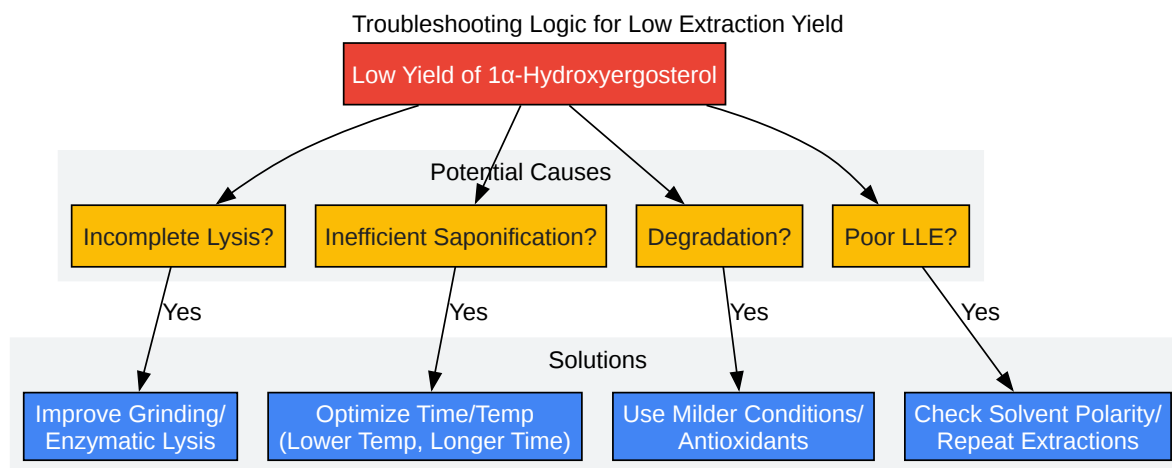 Troubleshooting Logic for Low Extraction Yield
Low Yield of 1α-Hydroxyergosterol
Potential Causes
Incomplete Lysis?
Inefficient Saponification?
Degradation?
Poor LLE?
Yes
Yes
Yes
Yes
Solutions
Improve Grinding/
Enzymatic Lysis
Optimize Time/Temp
(Lower Temp, Longer Time)
Use Milder Conditions/
Antioxidants
Check Solvent Polarity/
Repeat Extractions